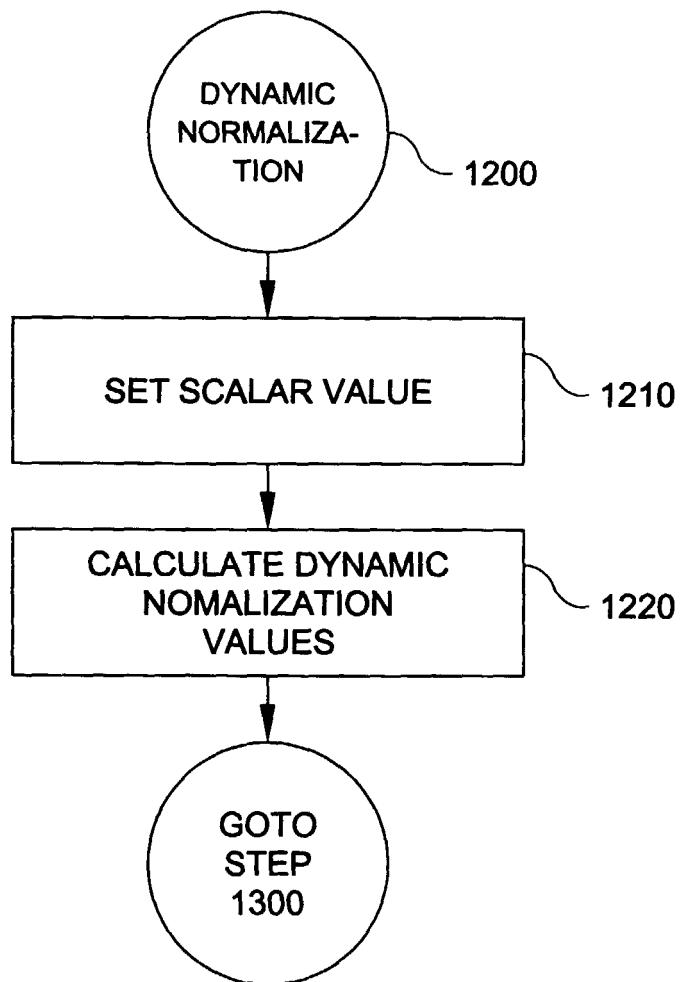 DYNAMIC
NORMALIZA-
TION
1200
SET SCALAR VALUE
1210
CALCULATE DYNAMIC
NOMALIZATION
VALUES
1220
GOTO
STEP
1300